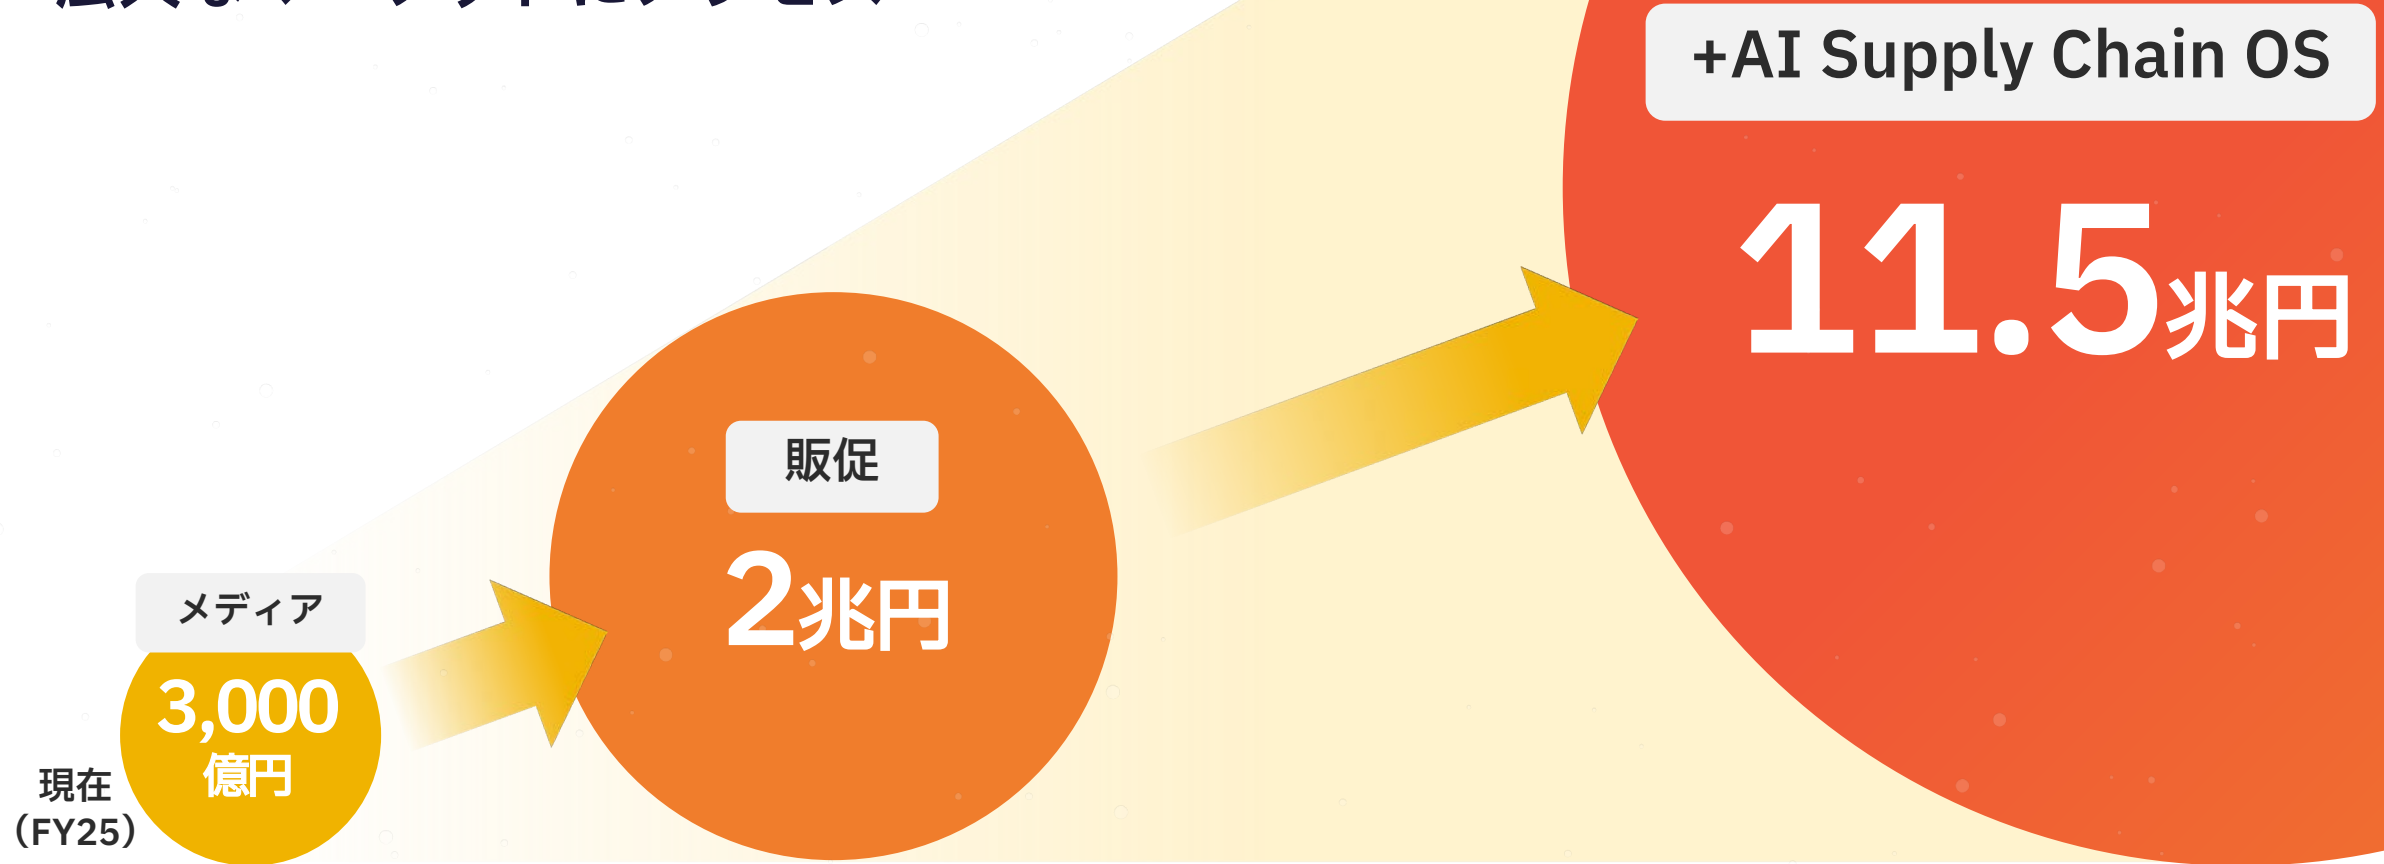 +AI Supply Chain OS
11.5兆円
販促
2兆円
メディア
3,000
億円
現在
（FY25）